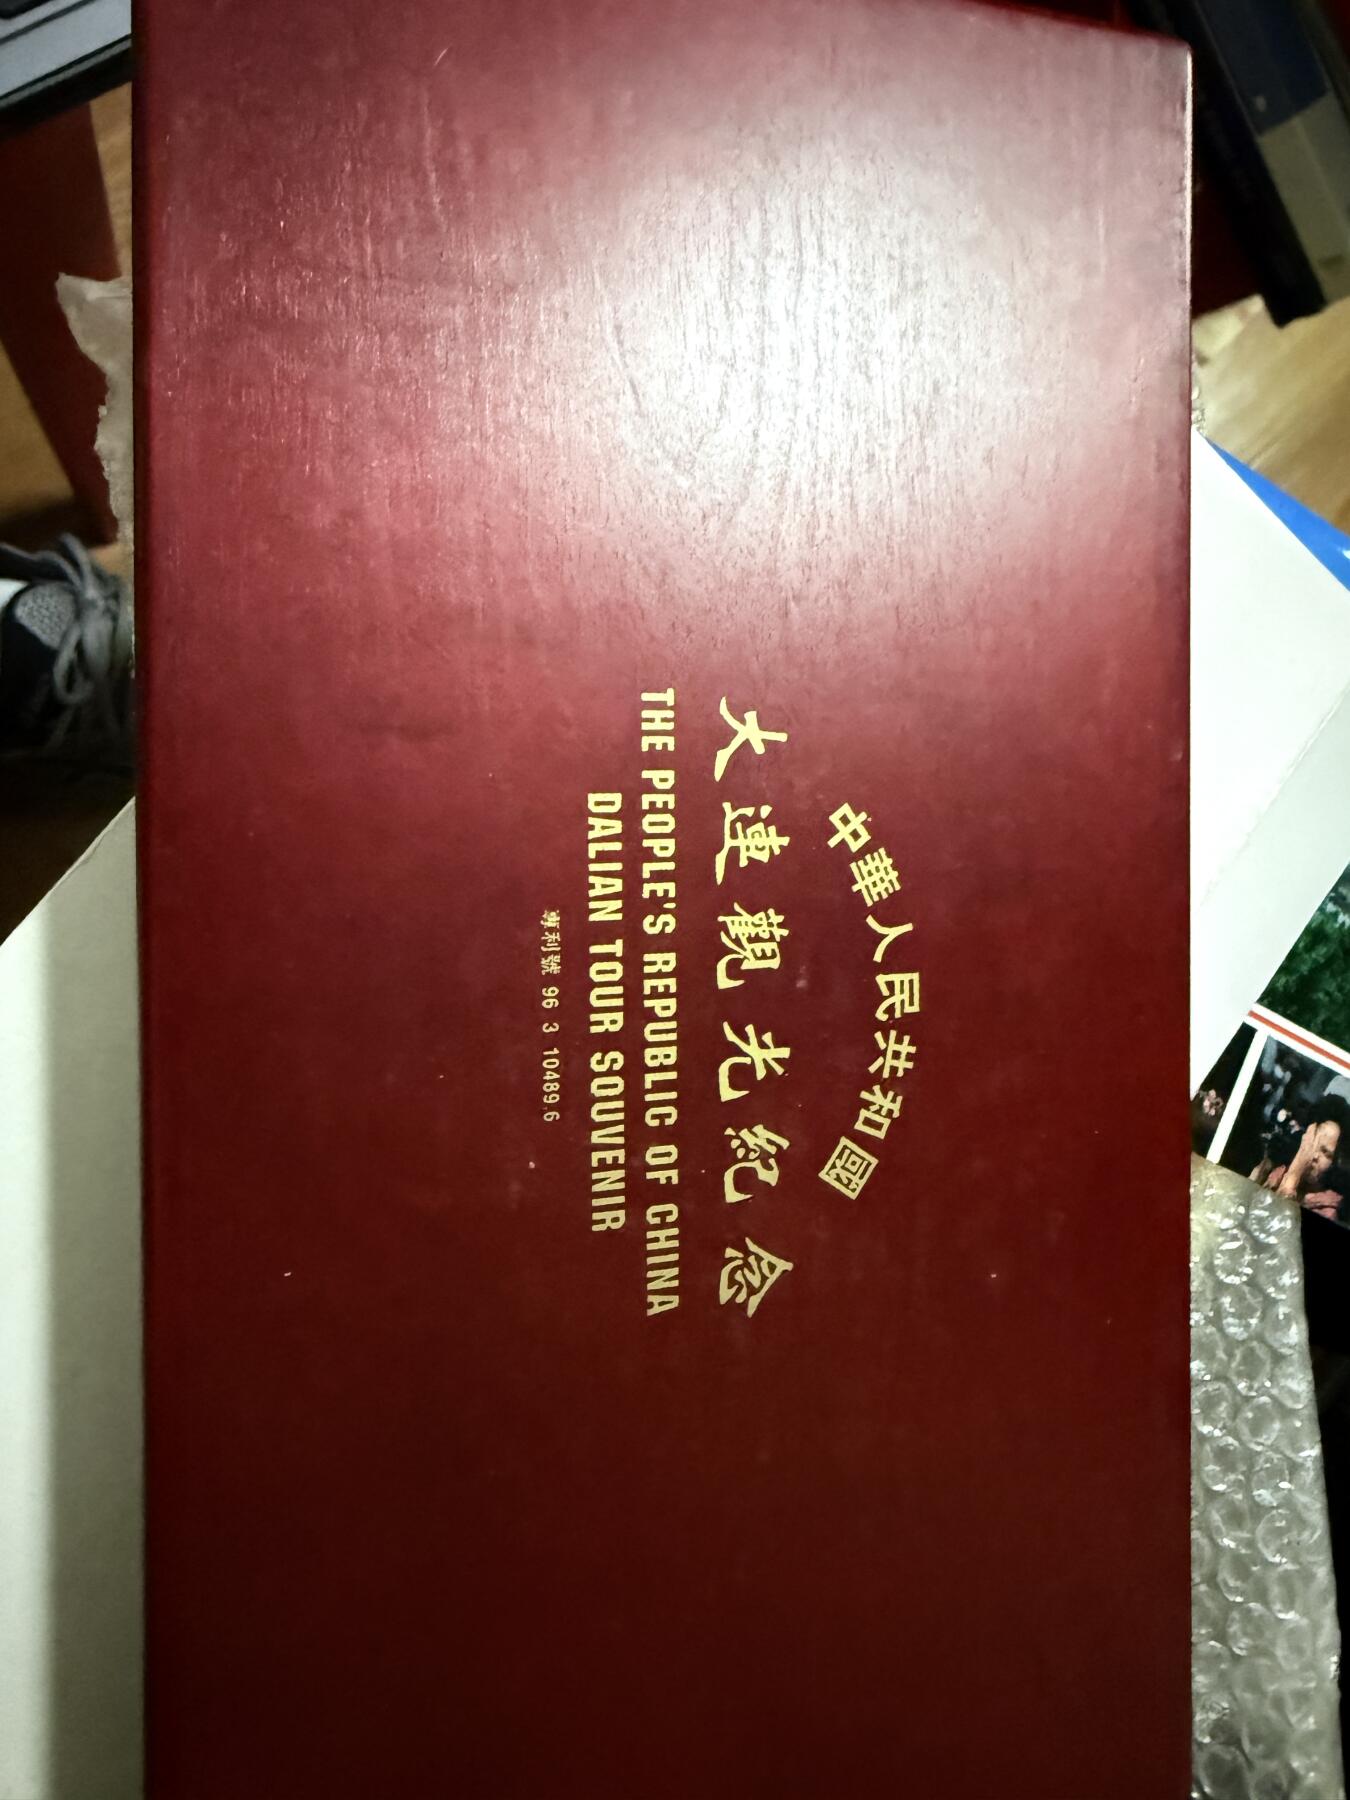 中華人民共和國
大連觀光紀念
THE PEOPLE'S REPUBLIC OF CHINA
DALIAN TOUR SOUVENIR
專利號 96 3 10489.6